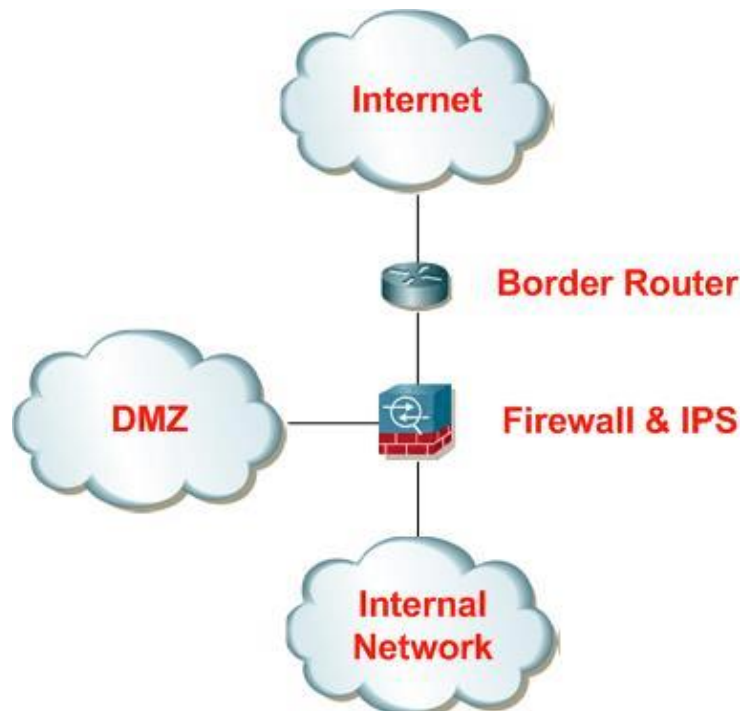 Internet
Border Router
DMZ
Firewall & IPS
Internal
Network